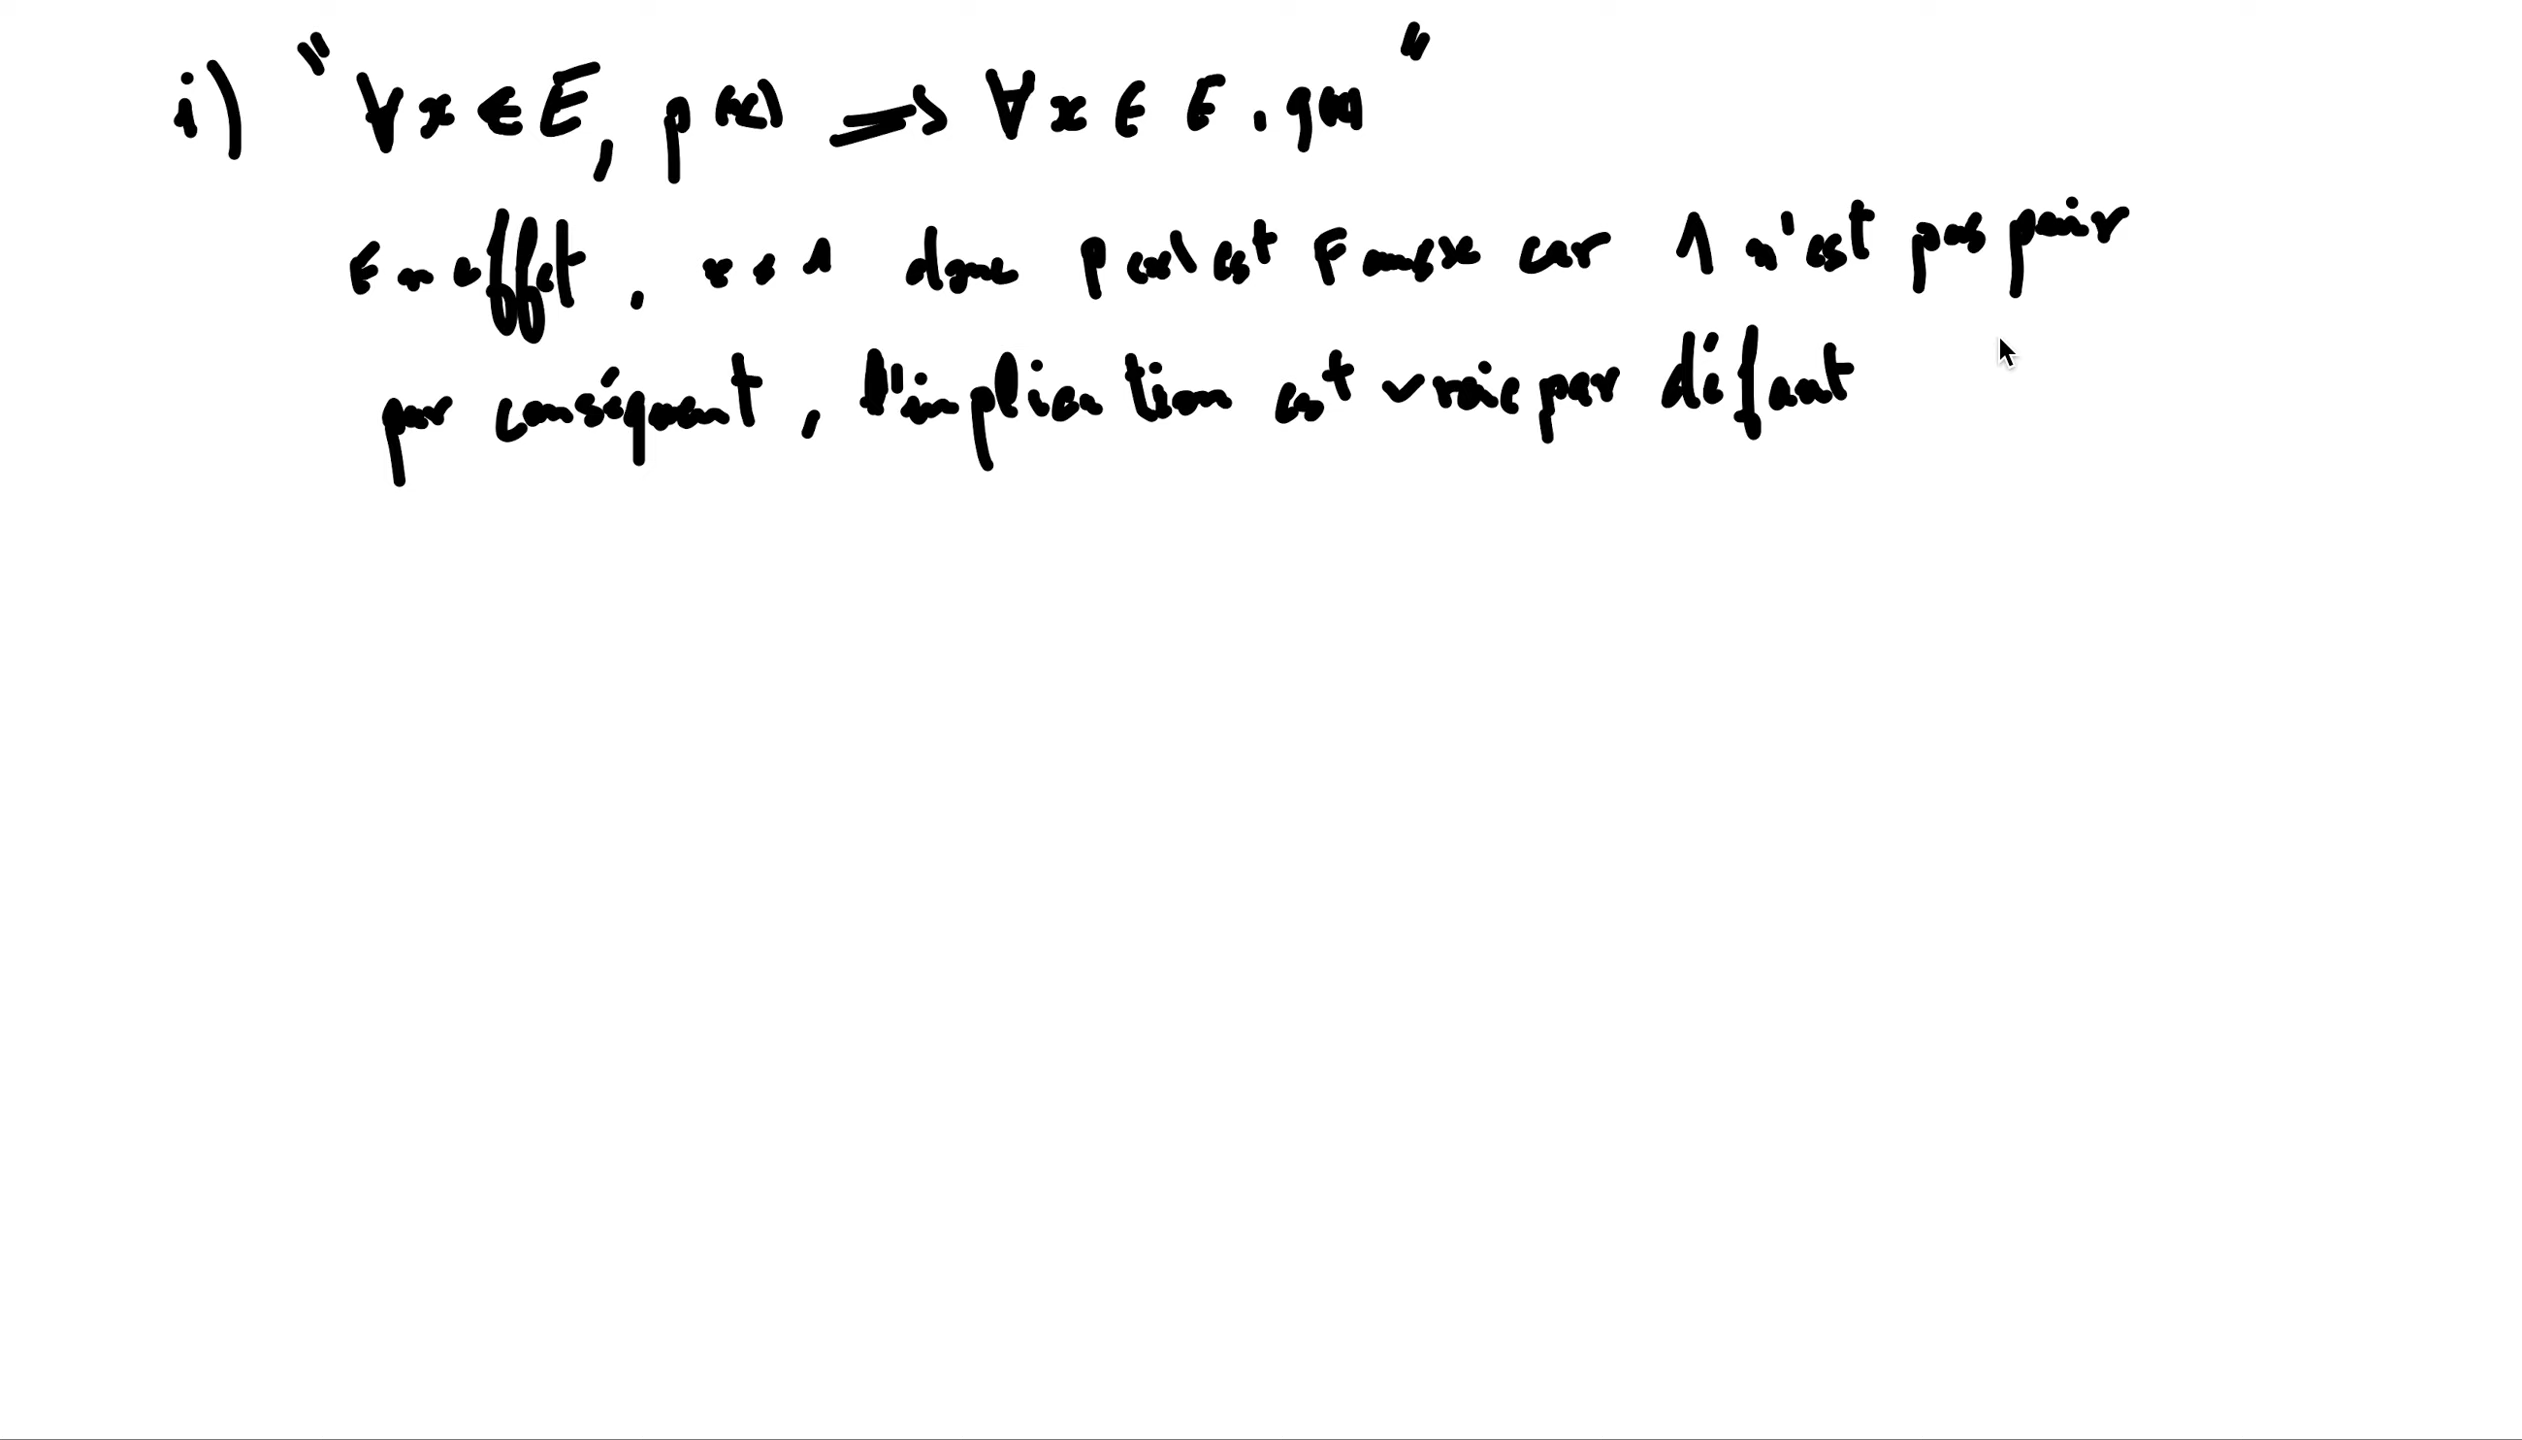 i) "∀x ∈ E, p(x) ⇒ ∀x ∈ E, q(x)"
En effet, x = 1 donc p(x) est Fausse car 1 n'est pas pair
par conséquent, l'implication est vraie par défaut